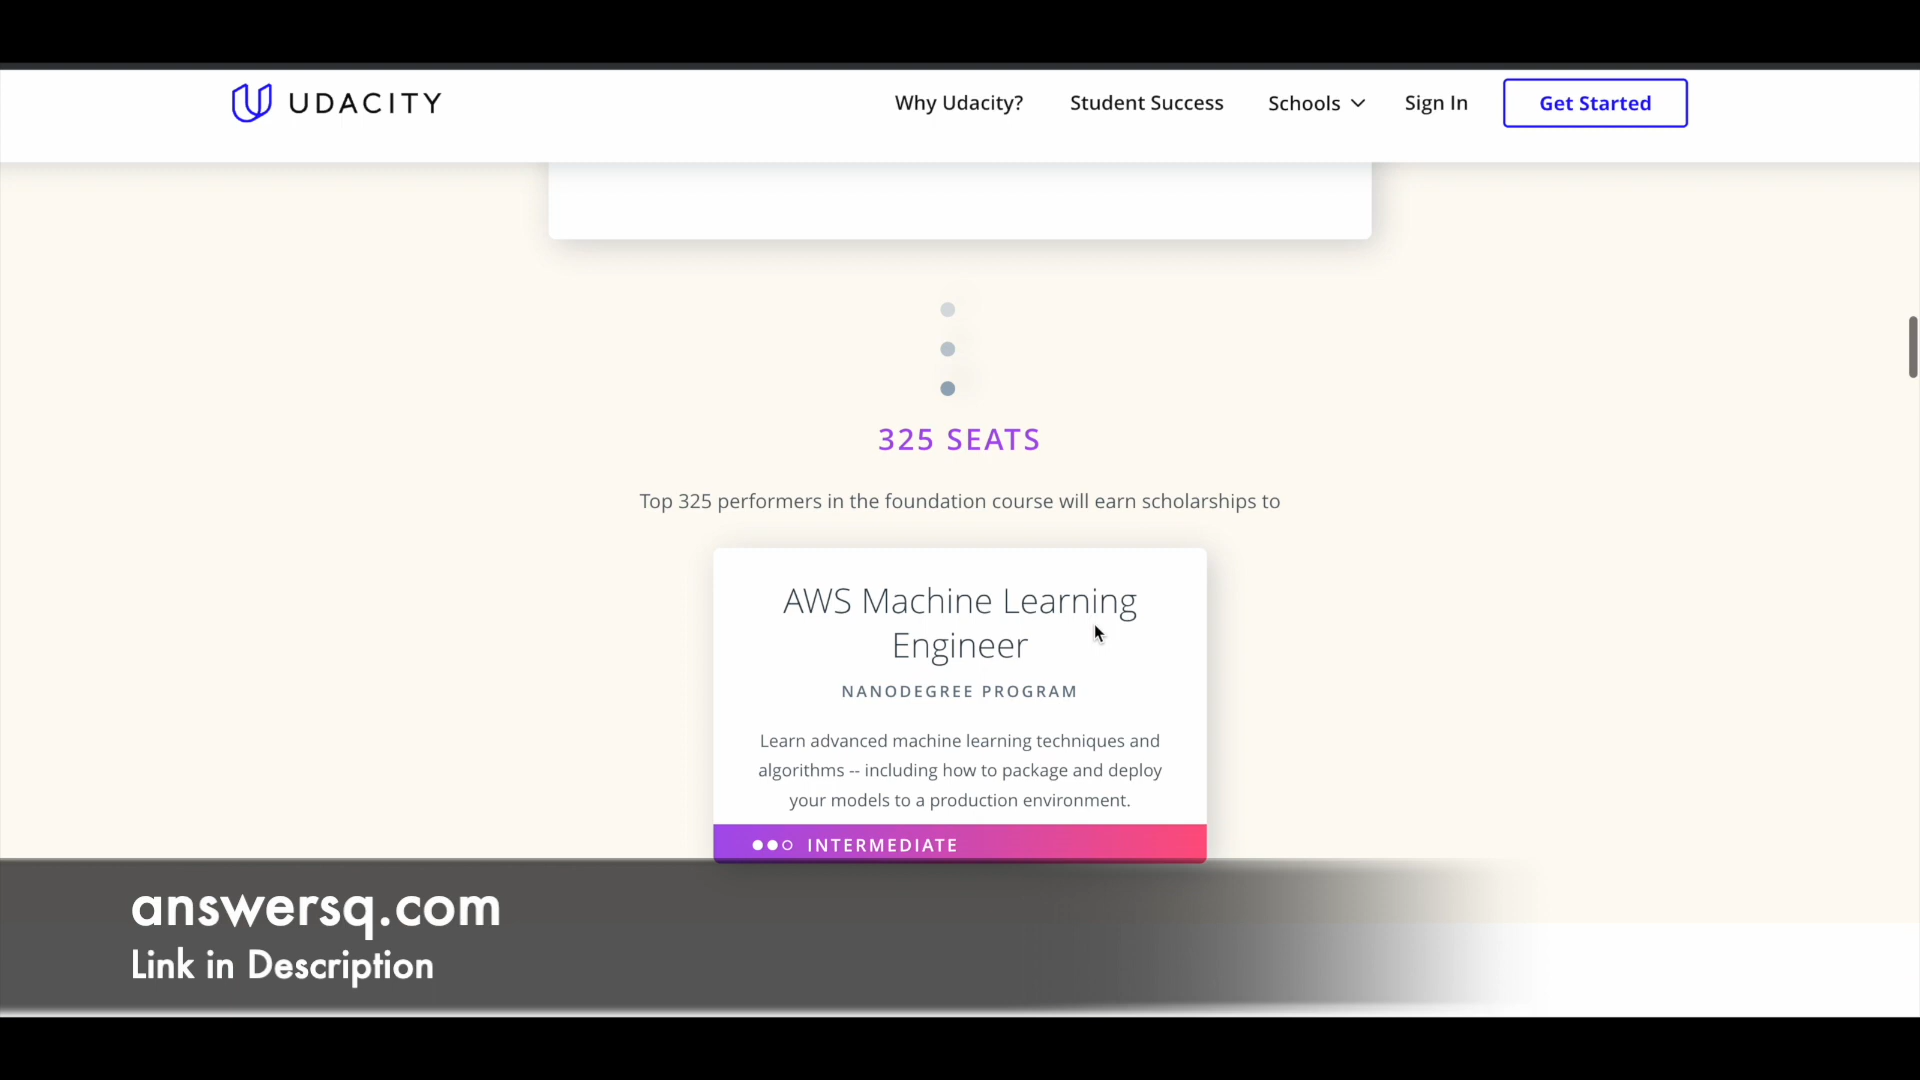 UDACITY
Why Udacity?
Student Success
Schools
Sign In
Get Started
325 SEATS
Top 325 performers in the foundation course will earn scholarships to
AWS Machine Learning
Engineer
NANODEGREE PROGRAM
Learn advanced machine learning techniques and
algorithms -- including how to package and deploy
your models to a production environment.
INTERMEDIATE
answersq.com
Link in Description